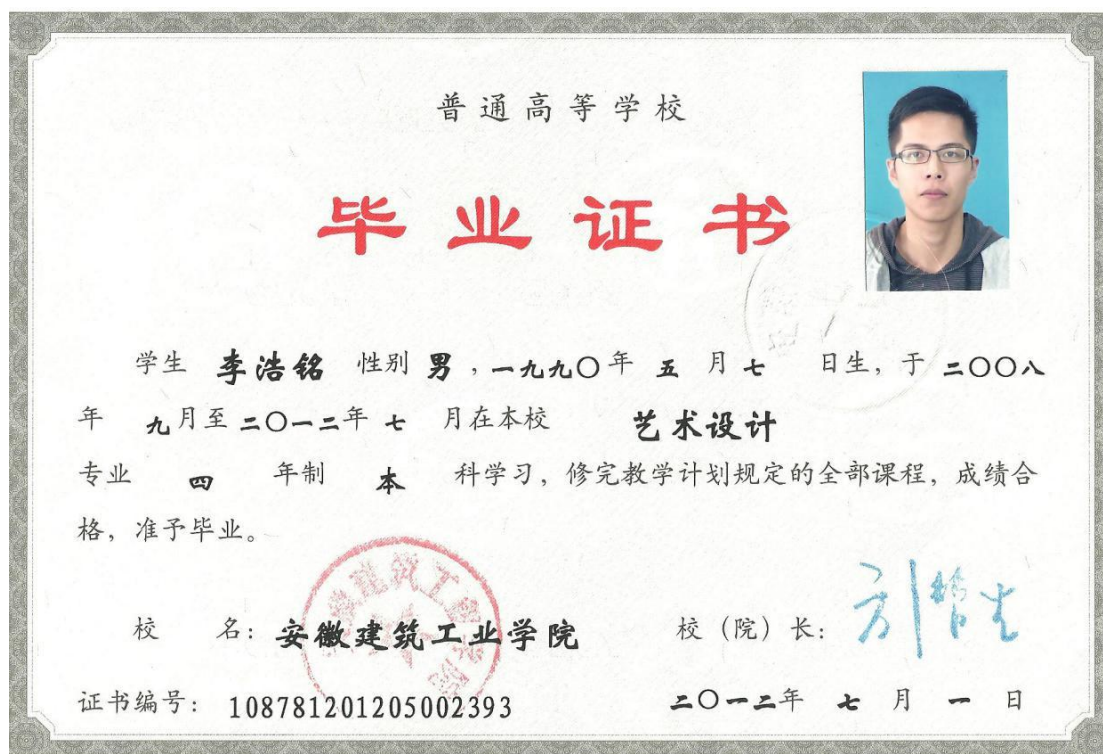 普通高等学校
毕业证书
学生 李浩铭 性别 男,一九九〇年 五 月 七 日生,于 二〇〇八
年 九月至 二〇一二年 七 月在本校 艺术设计
专业 四 年制 本 科学习,修完教学计划规定的全部课程,成绩合
格,准予毕业。
校 名:安徽建筑工业学院 校(院)长:
证书编号:108781201205002393 二〇一二年 七 月 一 日